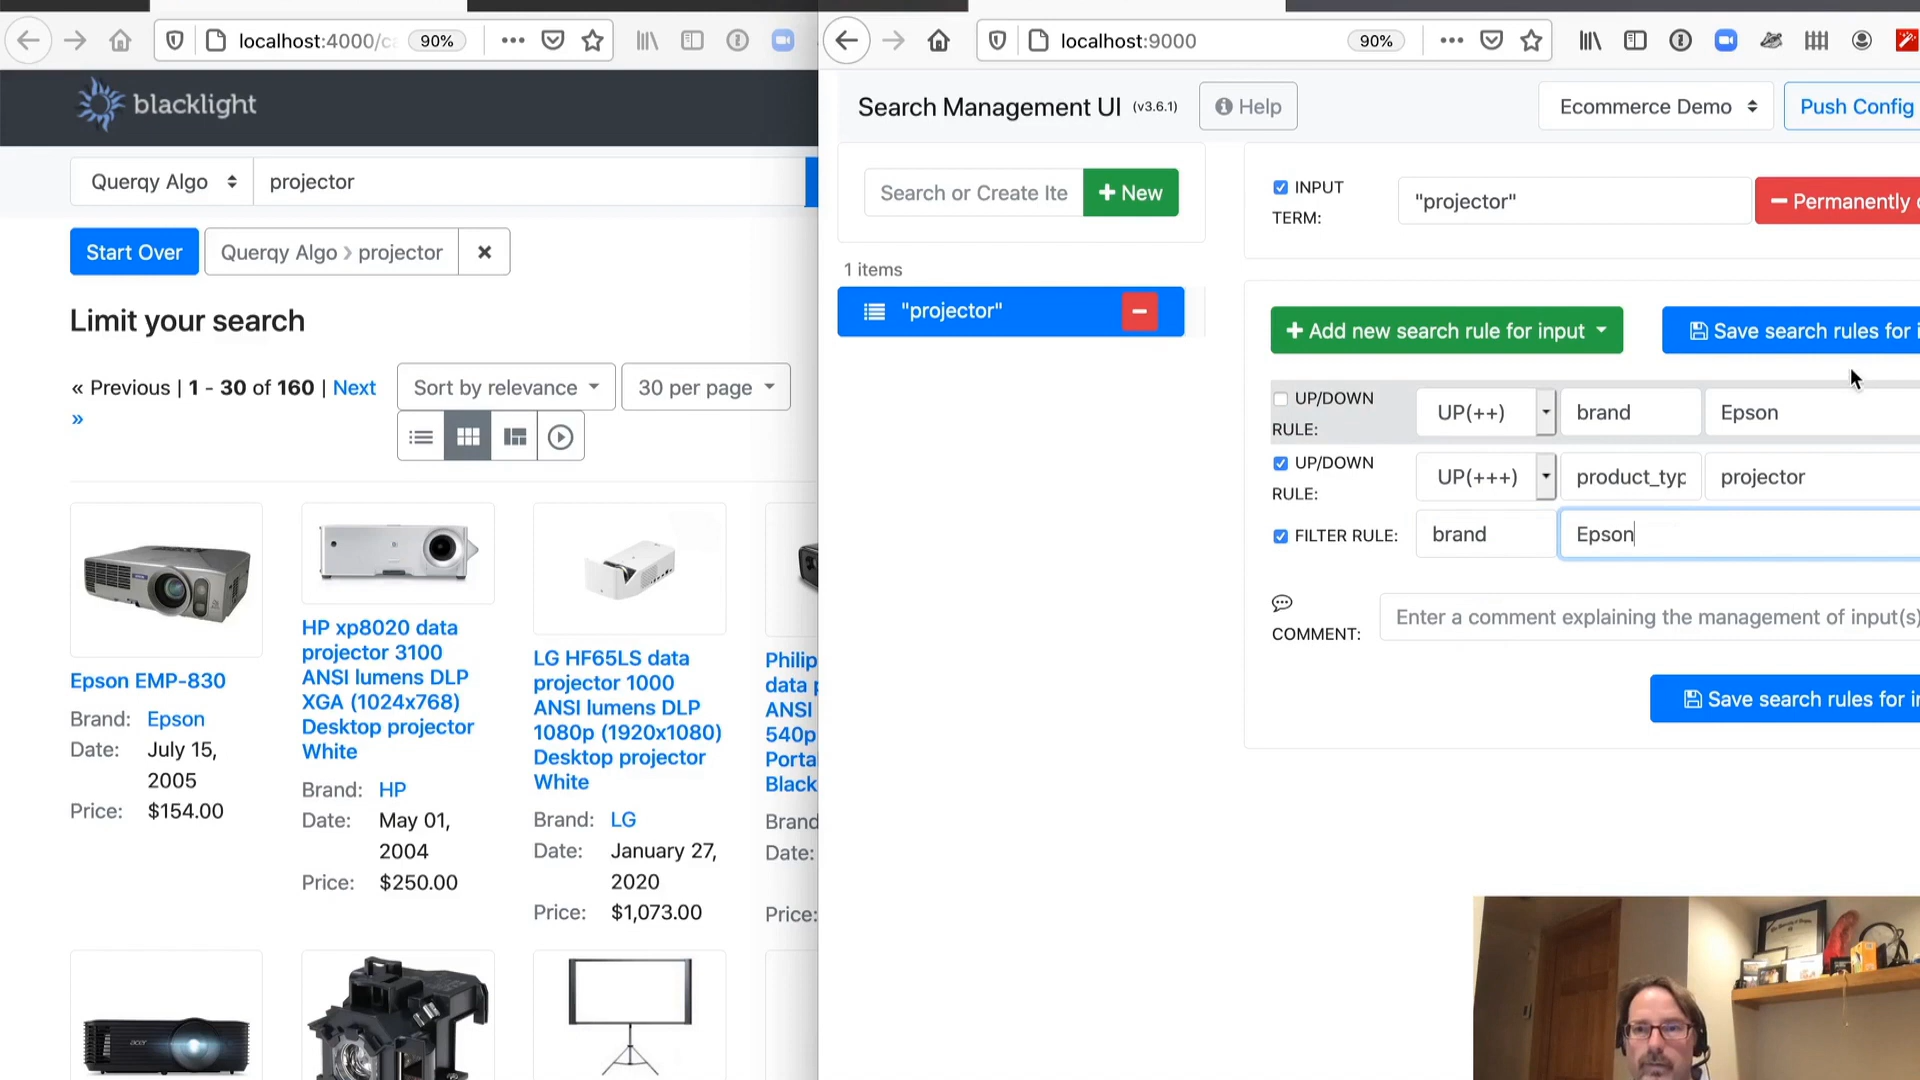 localhost:4000/c
90%
blacklight
Querqy Algo
projector
Start Over
Querqy Algo
projector
Limit your search
« Previous | 1 - 30 of 160 | Next
»
Sort by relevance
30 per page
Epson EMP-830
Brand: Epson
Date: July 15,
2005
Price: $154.00
HP xp8020 data
projector 3100
ANSI lumens DLP
XGA (1024x768)
Desktop projector
White
Brand: HP
Date: May 01,
2004
Price: $250.00
LG HF65LS data
projector 1000
ANSI lumens DLP
1080p (1920x1080)
Desktop projector
White
Brand: LG
Date: January 27,
2020
Price: $1,073.00
Philip
data
ANSI
540p
Porta
Black
Brand
Date:
Price:
acer
localhost:9000
90%
Search Management UI (v3.6.1)
Help
Ecommerce Demo
Push Config
Search or Create Ite
+ New
1 items
"projector"
INPUT
TERM:
"projector"
Permanently
+ Add new search rule for input
Save search rules for i
UP/DOWN
RULE:
UP(++)
brand
Epson
UP/DOWN
RULE:
UP(+++)
product_typ
projector
FILTER RULE:
brand
Epson
COMMENT:
Enter a comment explaining the management of input(s)
Save search rules for i